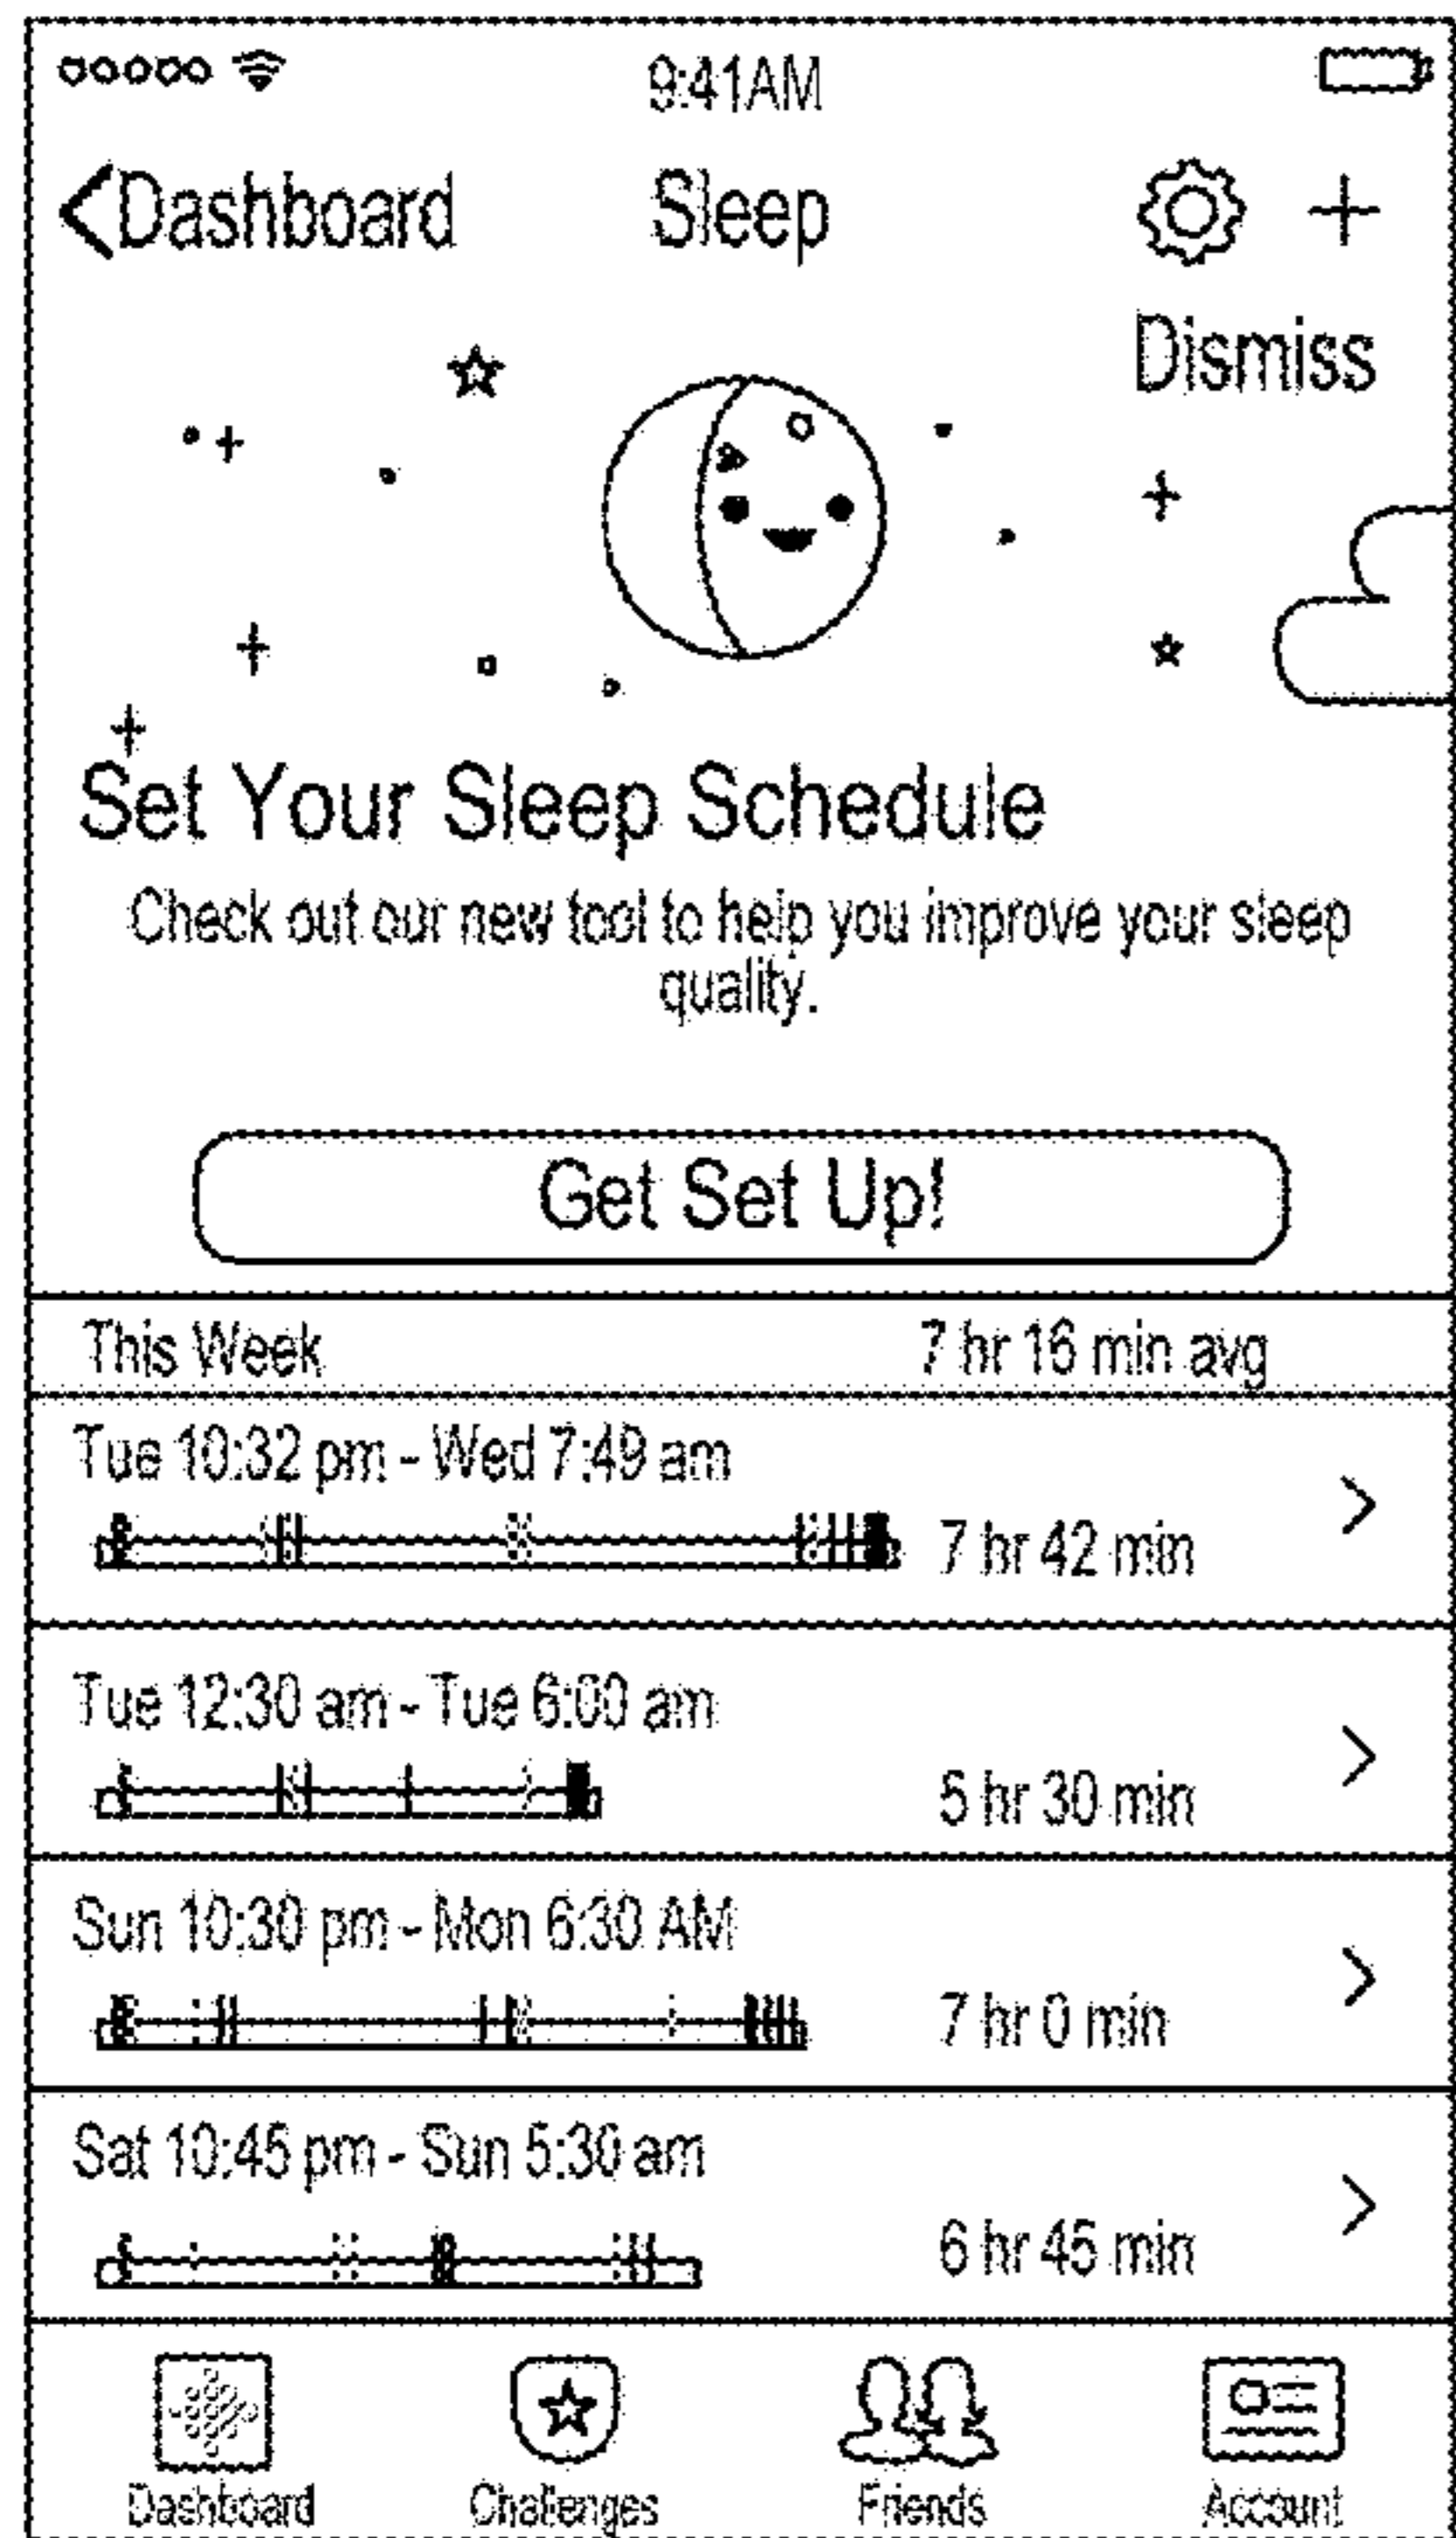 9:41AM
<Dashboard Sleep +
Dismiss
Set Your Sleep Schedule
Check out our new tool to help you improve your sleep
quality.
Get Set Up!
This Week 7 hr 16 min avg
Tue 10:32 pm - Wed 7:49 am
7 hr 42 min >
Tue 12:30 am - Tue 6:00 am
5 hr 30 min >
Sun 10:30 pm - Mon 6:30 AM
7 hr 0 min >
Sat 10:45 pm - Sun 5:30 am
6 hr 45 min >
Dashboard Challenges Friends Account